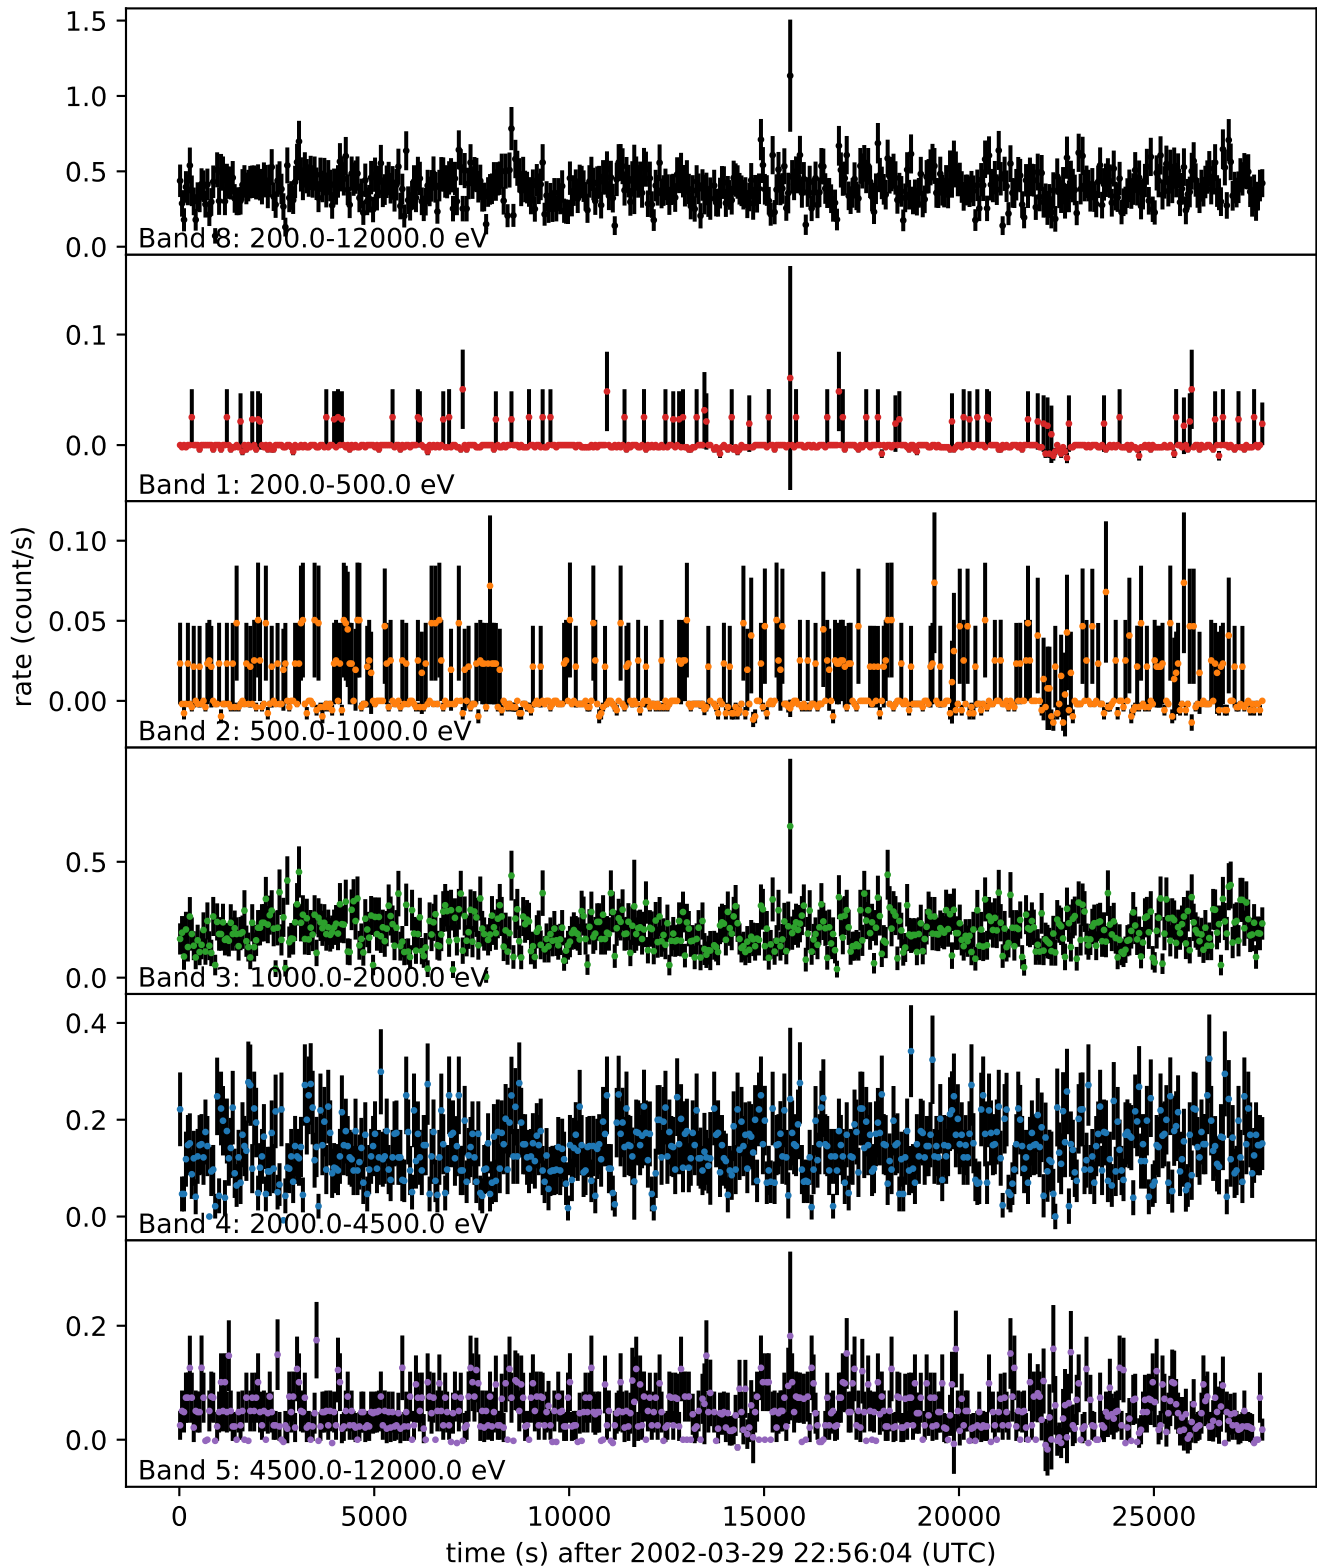 1.5
1.0
0.5
0.0
Band 8: 200.0-12000.0 eV
0.1
0.0
Band 1: 200.0-500.0 eV
rate (count/s)
0.10
0.05
0.00
Band 2: 500.0-1000.0 eV
0.5
0.0
Band 3: 1000.0-2000.0 eV
0.4
0.2
0.0
Band 4: 2000.0-4500.0 eV
0.2
0.0
Band 5: 4500.0-12000.0 eV
0 5000 10000 15000 20000 25000
time (s) after 2002-03-29 22:56:04 (UTC)